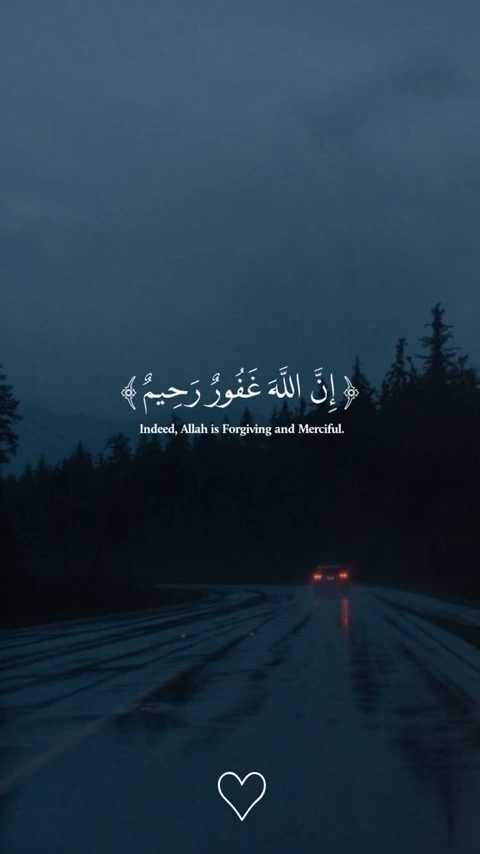 ﴿إِنَّ اللَّهَ غَفُورٌ رَحِيمٌ﴾
Indeed, Allah is Forgiving and Merciful.